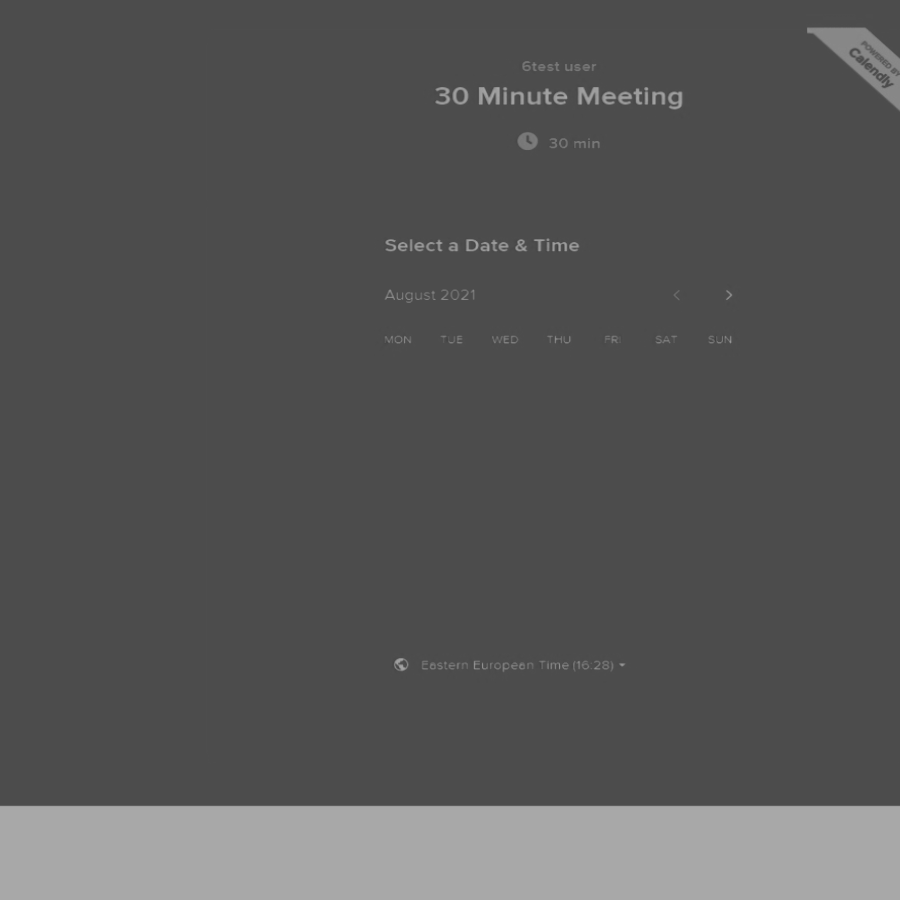 POWERED BY
Calendly
6test user
30 Minute Meeting
30 min
Select a Date & Time
August 2021
MON TUE WED THU FRI SAT SUN
Eastern European Time (16:28)